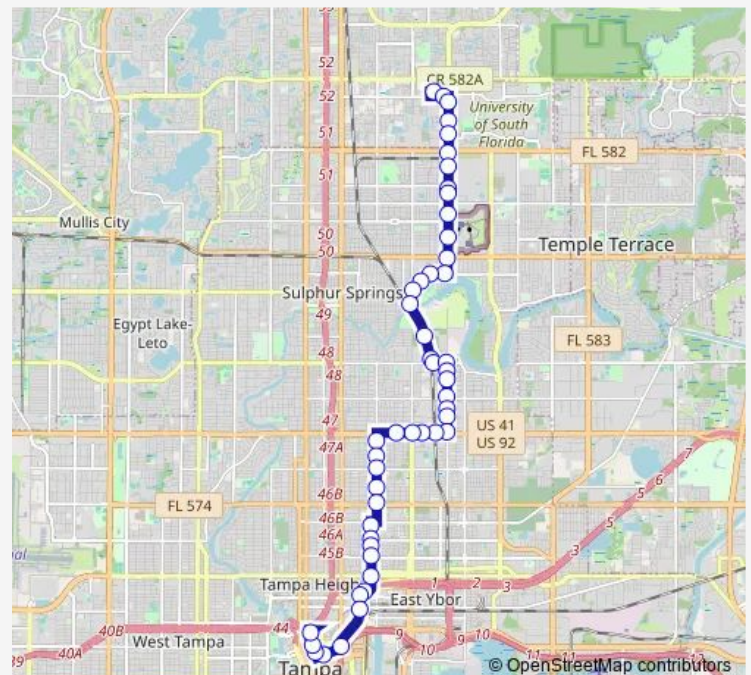 52
CR 582A
52
University
of South
Florida
51
FL 582
51
Mullis City
50
50
Temple Terrace
Sulphur Springs
49
Egypt Lake-
Leto
FL 583
48
48
47
47A
US 41
US 92
7
6
5
46B
FL 574
5
46B
46A
3
45B
Tampa Heigh
1
2
3
East Ybor
44
40B
West Tampa
9
10
10
9
40A
39
10
11
Tampa
© OpenStreetMap contributors